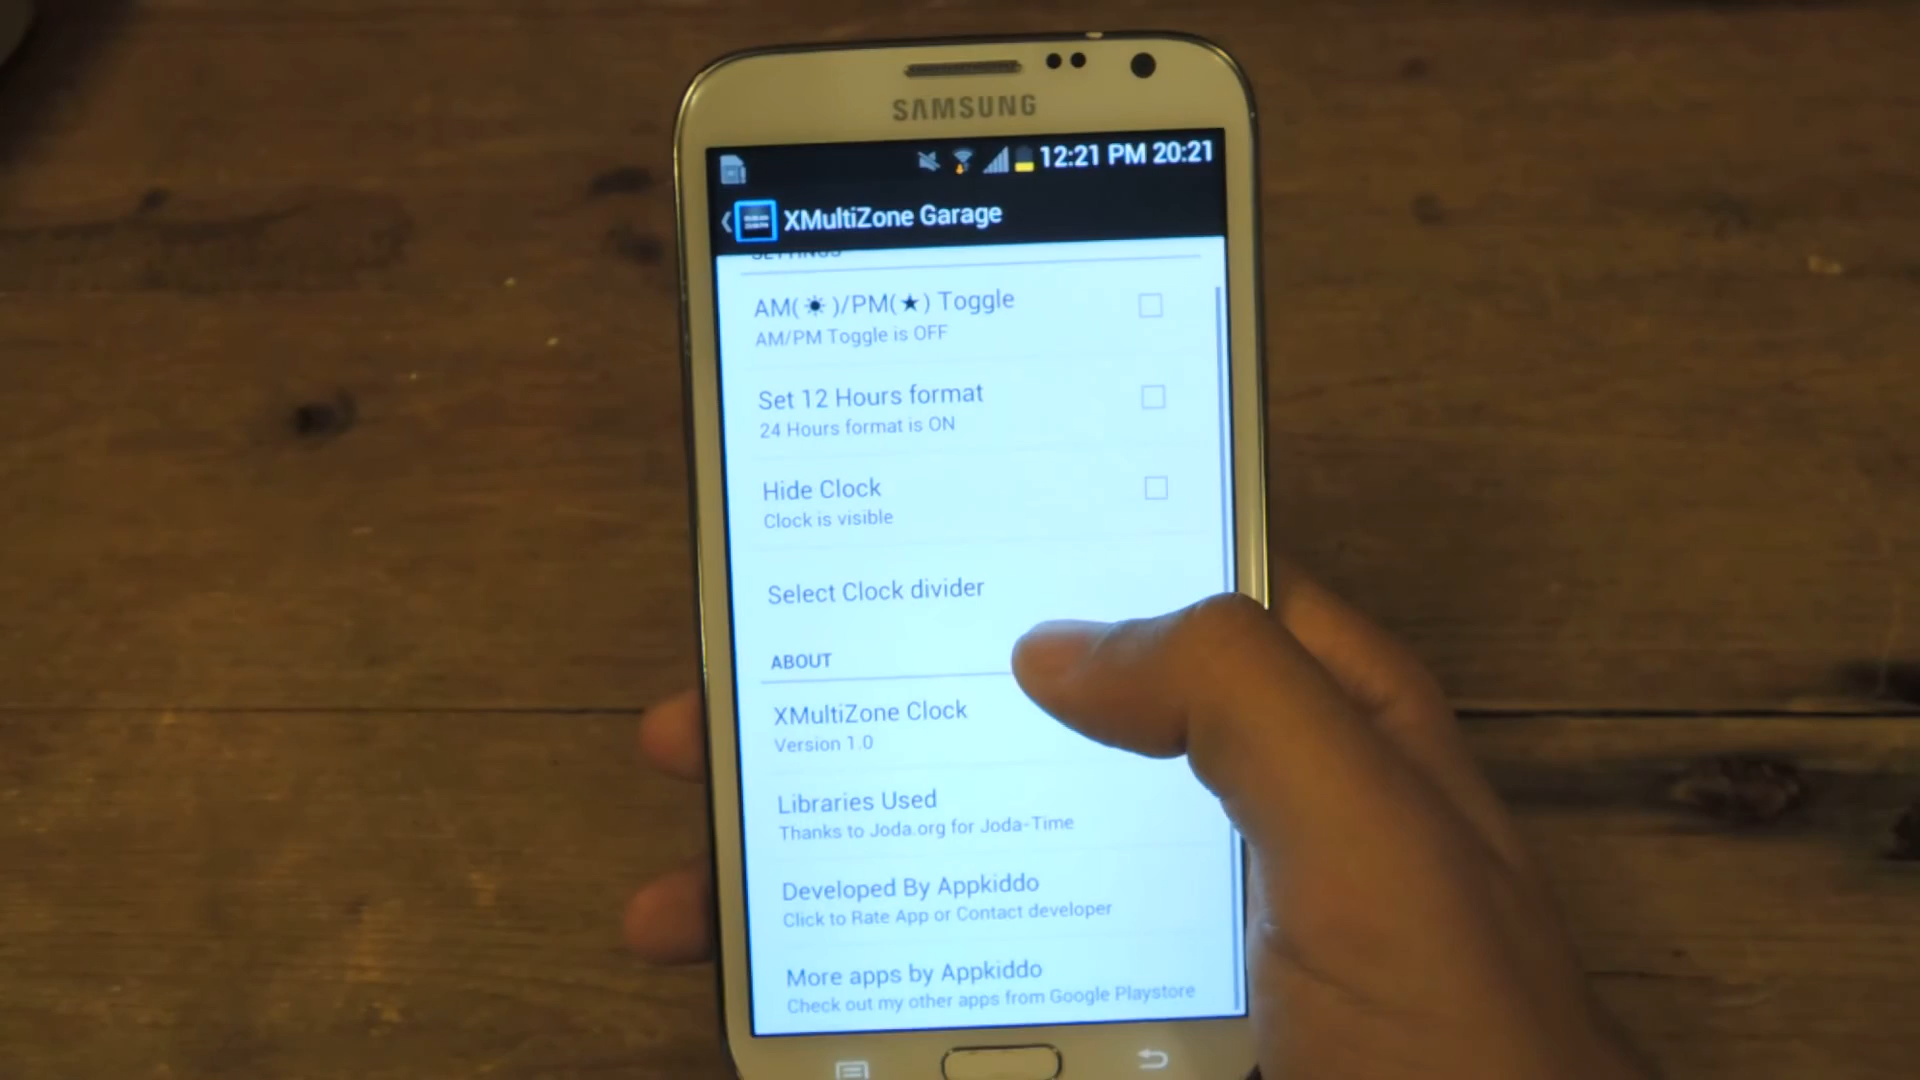 SAMSUNG
12:21 PM 20:21
XMultiZone Garage
SETTINGS
AM(☀)/PM(★) Toggle
AM/PM Toggle is OFF
Set 12 Hours format
24 Hours format is ON
Hide Clock
Clock is visible
Select Clock divider
ABOUT
XMultiZone Clock
Version 1.0
Libraries Used
Thanks to Joda.org for Joda-Time
Developed By Appkiddo
Click to Rate App or Contact developer
More apps by Appkiddo
Check out my other apps from Google Playstore